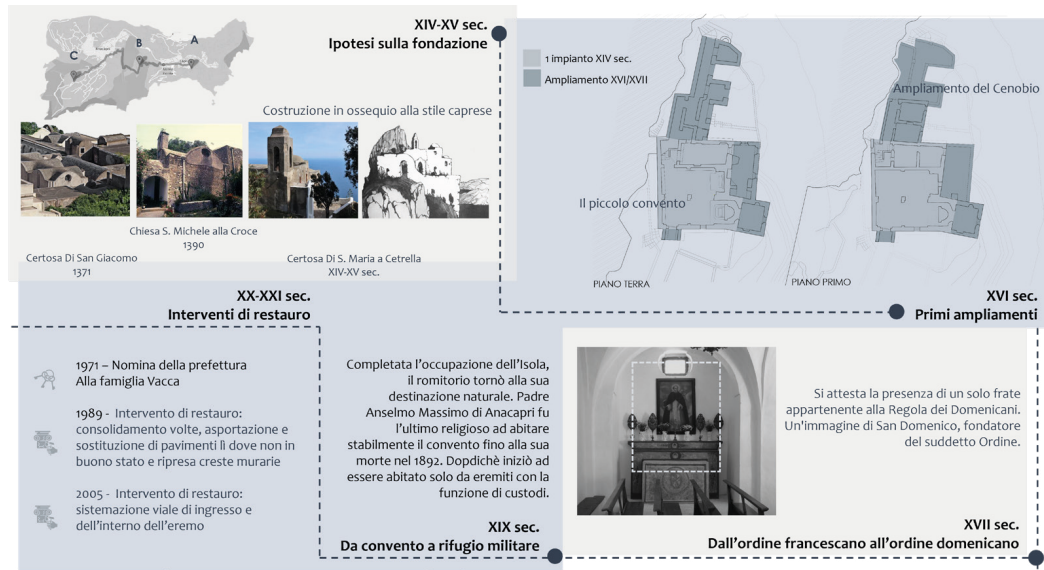 XIV-XV sec.
Ipotesi sulla fondazione
C
B
A
Costruzione in ossequio alla stile caprese
Chiesa S. Michele alla Croce
1390
Certosa Di San Giacomo
1371
Certosa Di S. Maria a Cetrella
XIV-XV sec.
1 impianto XIV sec.
Ampliamento XVI/XVII
Ampliamento del Cenobio
Il piccolo convento
PIANO TERRA
PIANO PRIMO
XVI sec.
Primi ampliamenti
Si attesta la presenza di un solo frate
appartenente alla Regola dei Domenicani.
Un'immagine di San Domenico, fondatore
del suddetto Ordine.
XVII sec.
Dall'ordine francescano all'ordine domenicano
Completata l'occupazione dell'Isola,
il romitorio tornò alla sua
destinazione naturale. Padre
Anselmo Massimo di Anacapri fu
l'ultimo religioso ad abitare
stabilmente il convento fino alla sua
morte nel 1892. Dopdichè iniziò ad
essere abitato solo da eremiti con la
funzione di custodi.
XIX sec.
Da convento a rifugio militare
XX-XXI sec.
Interventi di restauro
1971 – Nomina della prefettura
Alla famiglia Vacca
1989 - Intervento di restauro:
consolidamento volte, asportazione e
sostituzione di pavimenti lì dove non in
buono stato e ripresa creste murarie
2005 - Intervento di restauro:
sistemazione viale di ingresso e
dell'interno dell'eremo